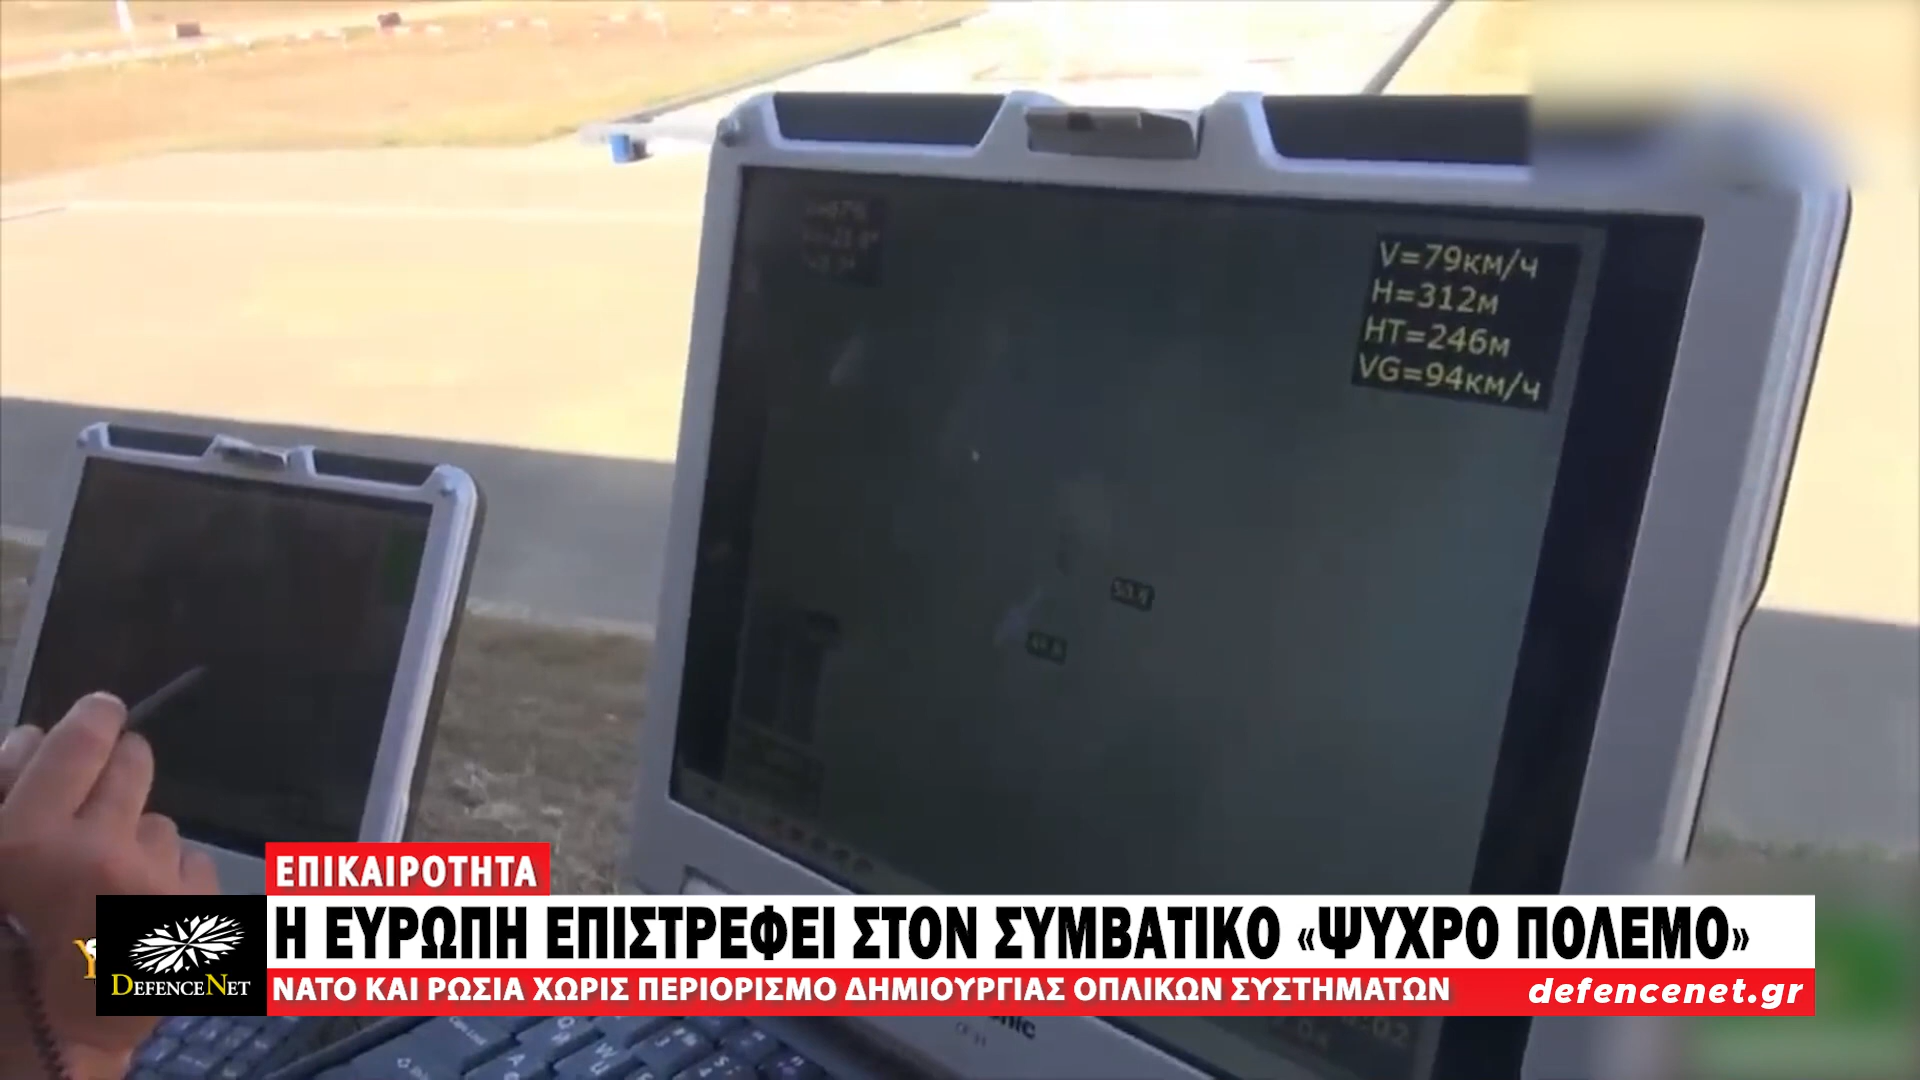 V=79км/ч
H=312м
HT=246м
VG=94км/ч
ΕΠΙΚΑΙΡΟΤΗΤΑ
Η ΕΥΡΩΠΗ ΕΠΙΣΤΡΕΦΕΙ ΣΤΟΝ ΣΥΜΒΑΤΙΚΟ «ΨΥΧΡΟ ΠΟΛΕΜΟ»
DEFENCENET
ΝΑΤΟ ΚΑΙ ΡΩΣΙΑ ΧΩΡΙΣ ΠΕΡΙΟΡΙΣΜΟ ΔΗΜΙΟΥΡΓΙΑΣ ΟΠΛΙΚΩΝ ΣΥΣΤΗΜΑΤΩΝ
defencenet.gr